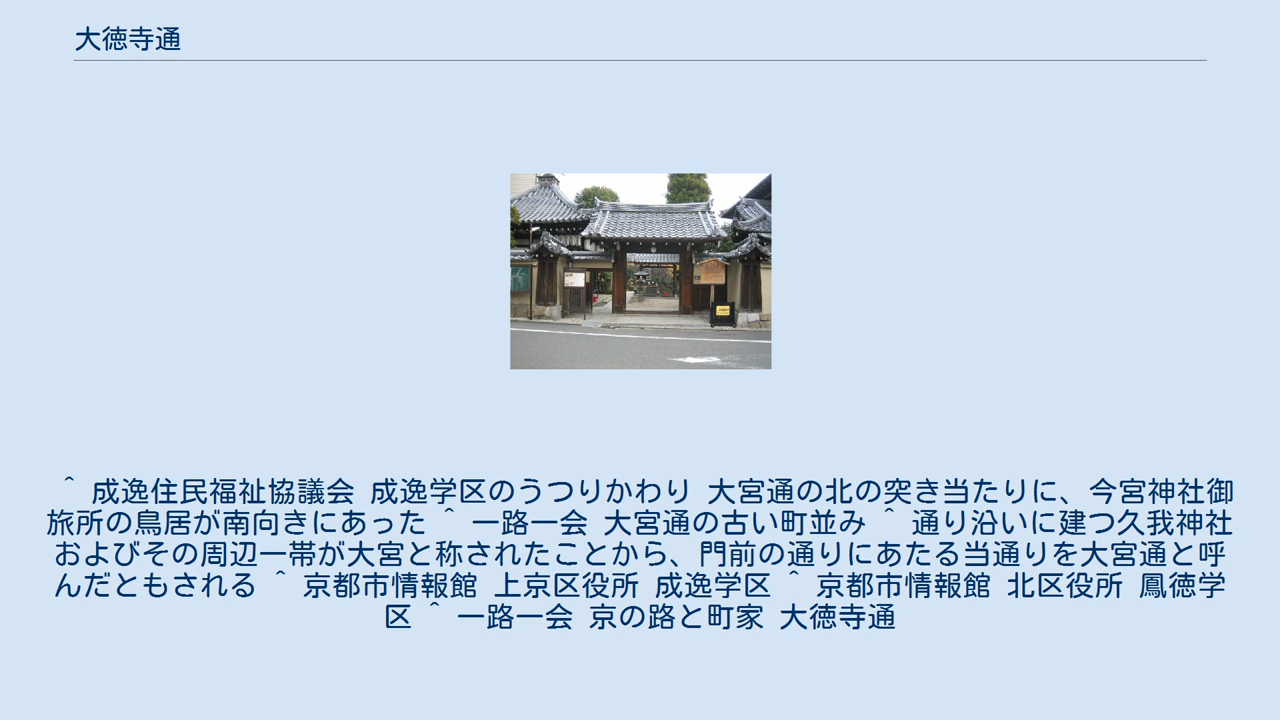 大徳寺通
^ 成逸住民福祉協議会 成逸学区のうつりかわり 大宮通の北の突き当たりに、今宮神社御
旅所の鳥居が南向きにあった ^ 一路一会 大宮通の古い町並み ^ 通り沿いに建つ久我神社
およびその周辺一帯が大宮と称されたことから、門前の通りにあたる当通りを大宮通と呼
んだともされる ^ 京都市情報館 上京区役所 成逸学区 ^ 京都市情報館 北区役所 鳳徳学
区 ^ 一路一会 京の路と町家 大徳寺通